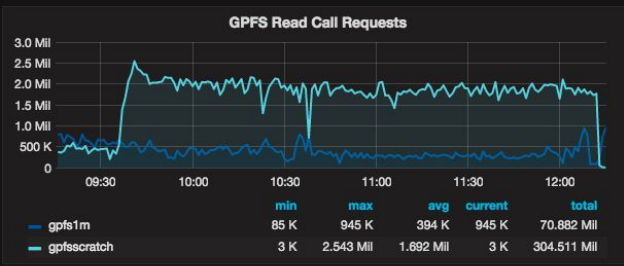 GPFS Read Call Requests
3.0 Mil
2.5 Mil
2.0 Mil
1.5 Mil
1.0 Mil
500 K
0
09:30 10:00 10:30 11:00 11:30 12:00
min max avg current total
gpfs1m 85 K 945 K 394 K 945 K 70.882 Mil
gpfsscratch 3 K 2.543 Mil 1.692 Mil 3 K 304.511 Mil